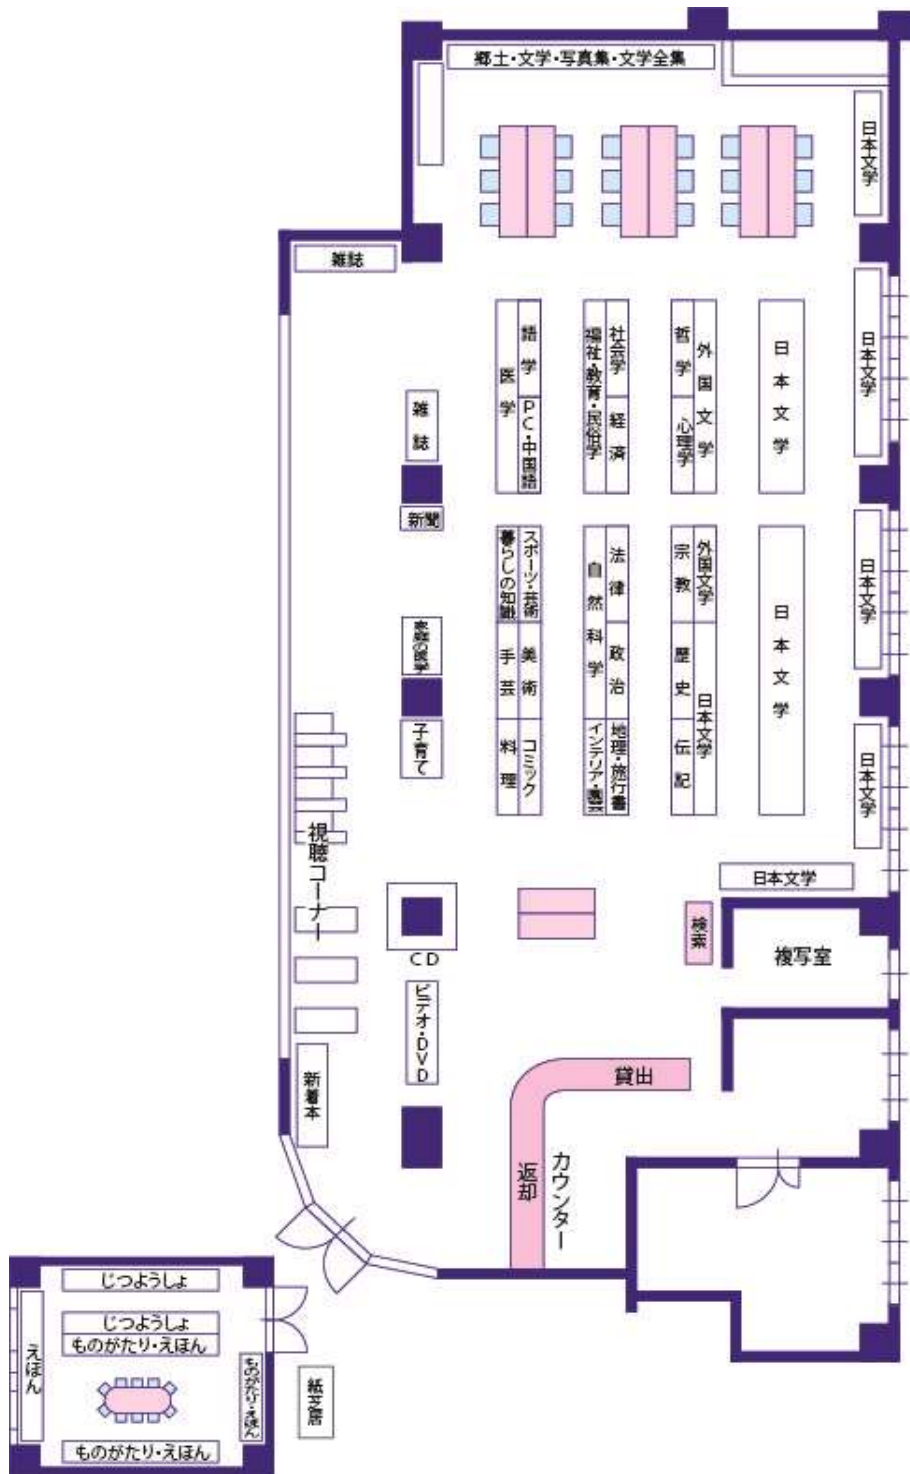 郷土・文学・写真集・文学全集
日本文学
雑誌
日本文学
語学
医学
PC・中国語
社会学
福祉・教育・民俗学
経済
哲学
外国文学
心理学
日本文学
雑誌
新聞
スポーツ・芸術
暮らしの知識
法律
自然科学
宗教
外国文学
日本文学
日本文学
家庭の医学
手芸
美術
政治
歴史
日本文学
子育て
料理
コミック
インテリア・園芸
地理・旅行書
伝記
日本文学
視聴コーナー
日本文学
検索
複写室
CD
ビデオ・DVD
新着本
貸出
返却
カウンター
じつようしょ
じつようしょ
ものがたり・えほん
えほん
ものがたり・えほん
紙芝居
ものがたり・えほん